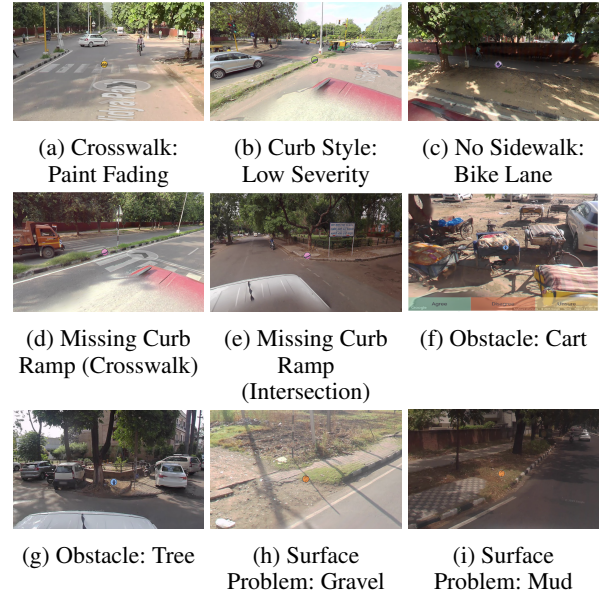 (a) Crosswalk:
Paint Fading
(b) Curb Style:
Low Severity
(c) No Sidewalk:
Bike Lane
(d) Missing Curb
Ramp (Crosswalk)
(e) Missing Curb
Ramp
(Intersection)
Agree
(f) Obstacle: Cart
(g) Obstacle: Tree
(h) Surface
Problem: Gravel
(i) Surface
Problem: Mud